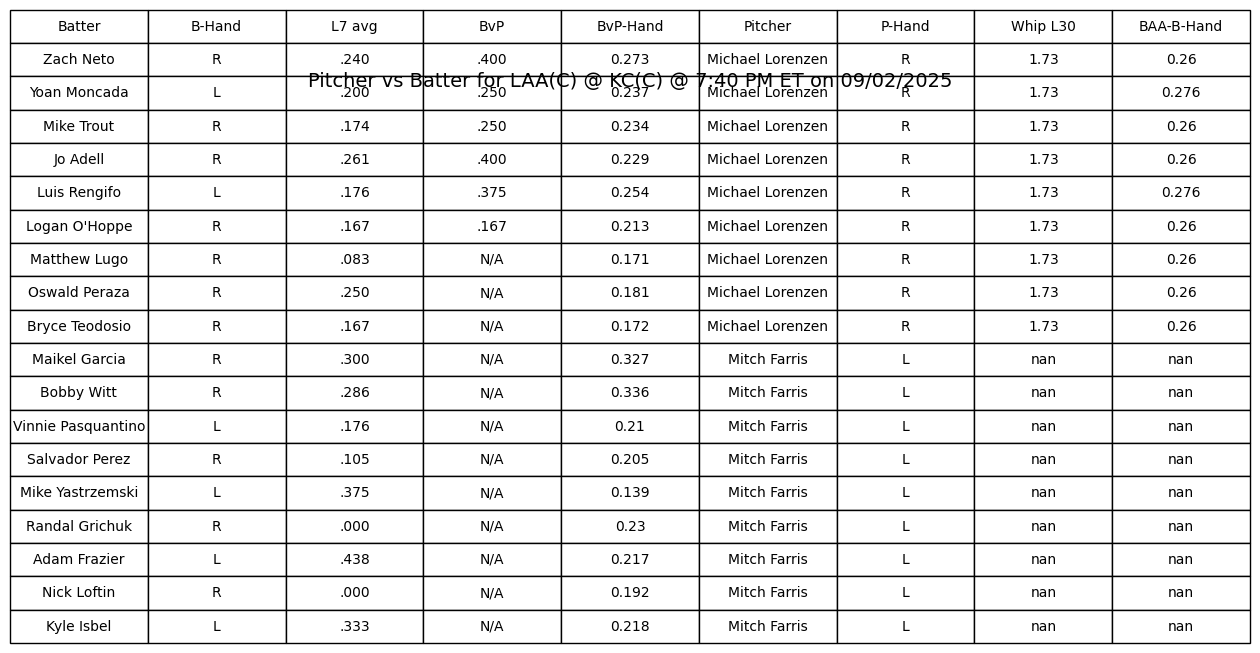 Batter B-Hand L7 avg BvP BvP-Hand Pitcher P-Hand Whip L30 BAA-B-Hand
Zach Neto R .240 .400 0.273 Michael Lorenzen R 1.73 0.26
Pitcher vs Batter for LAA(C) @ KC(C) @ 7:40 PM ET on 09/02/2025
Yoan Moncada L .200 .250 0.237 Michael Lorenzen R 1.73 0.276
Mike Trout R .174 .250 0.234 Michael Lorenzen R 1.73 0.26
Jo Adell R .261 .400 0.229 Michael Lorenzen R 1.73 0.26
Luis Rengifo L .176 .375 0.254 Michael Lorenzen R 1.73 0.276
Logan O'Hoppe R .167 .167 0.213 Michael Lorenzen R 1.73 0.26
Matthew Lugo R .083 N/A 0.171 Michael Lorenzen R 1.73 0.26
Oswald Peraza R .250 N/A 0.181 Michael Lorenzen R 1.73 0.26
Bryce Teodosio R .167 N/A 0.172 Michael Lorenzen R 1.73 0.26
Maikel Garcia R .300 N/A 0.327 Mitch Farris L nan nan
Bobby Witt R .286 N/A 0.336 Mitch Farris L nan nan
Vinnie Pasquantino L .176 N/A 0.21 Mitch Farris L nan nan
Salvador Perez R .105 N/A 0.205 Mitch Farris L nan nan
Mike Yastrzemski L .375 N/A 0.139 Mitch Farris L nan nan
Randal Grichuk R .000 N/A 0.23 Mitch Farris L nan nan
Adam Frazier L .438 N/A 0.217 Mitch Farris L nan nan
Nick Loftin R .000 N/A 0.192 Mitch Farris L nan nan
Kyle Isbel L .333 N/A 0.218 Mitch Farris L nan nan